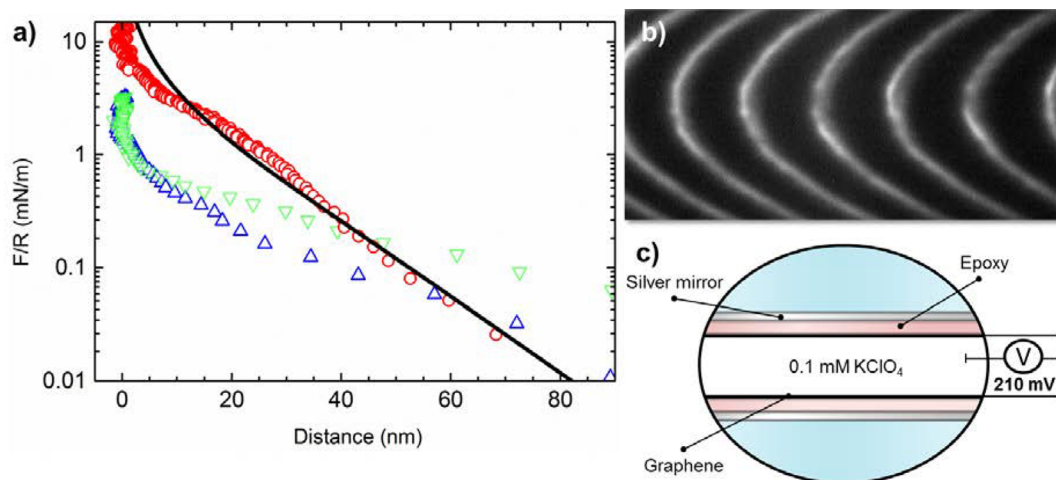 a)
10
1
0.1
0.01
F/R (mN/m)
0
20
40
60
80
Distance (nm)
b)
c)
Silver mirror
Epoxy
0.1 mM KClO₄
V
210 mV
Graphene